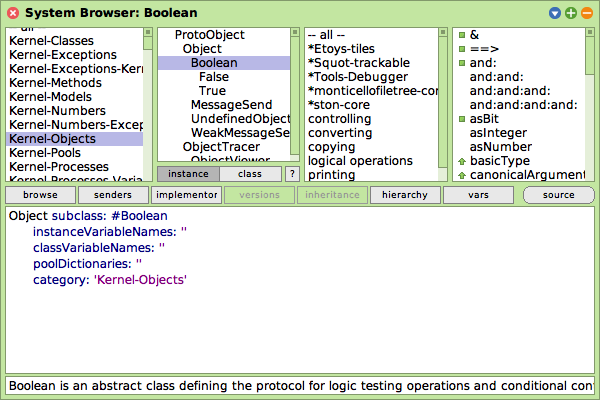 System Browser: Boolean
Kernel-Classes
Kernel-Exceptions
Kernel-Exceptions-Kern
Kernel-Methods
Kernel-Models
Kernel-Numbers
Kernel-Numbers-Excep
Kernel-Objects
Kernel-Pools
Kernel-Processes
Kernel-Processes-Varia
ProtoObject
Object
Boolean
False
True
MessageSend
UndefinedObject
WeakMessageSe
ObjectTracer
ObjectViewer
instance
class
?
-- all --
*Etoys-tiles
*Squot-trackable
*Tools-Debugger
*monticellofiletree-cor
*ston-core
controlling
converting
copying
logical operations
printing
&
==>
and:
and:and:
and:and:and:
and:and:and:and:
asBit
asInteger
asNumber
basicType
canonicalArgument
browse
senders
implementor
versions
inheritance
hierarchy
vars
source
Object subclass: #Boolean
instanceVariableNames: ''
classVariableNames: ''
poolDictionaries: ''
category: 'Kernel-Objects'
Boolean is an abstract class defining the protocol for logic testing operations and conditional con